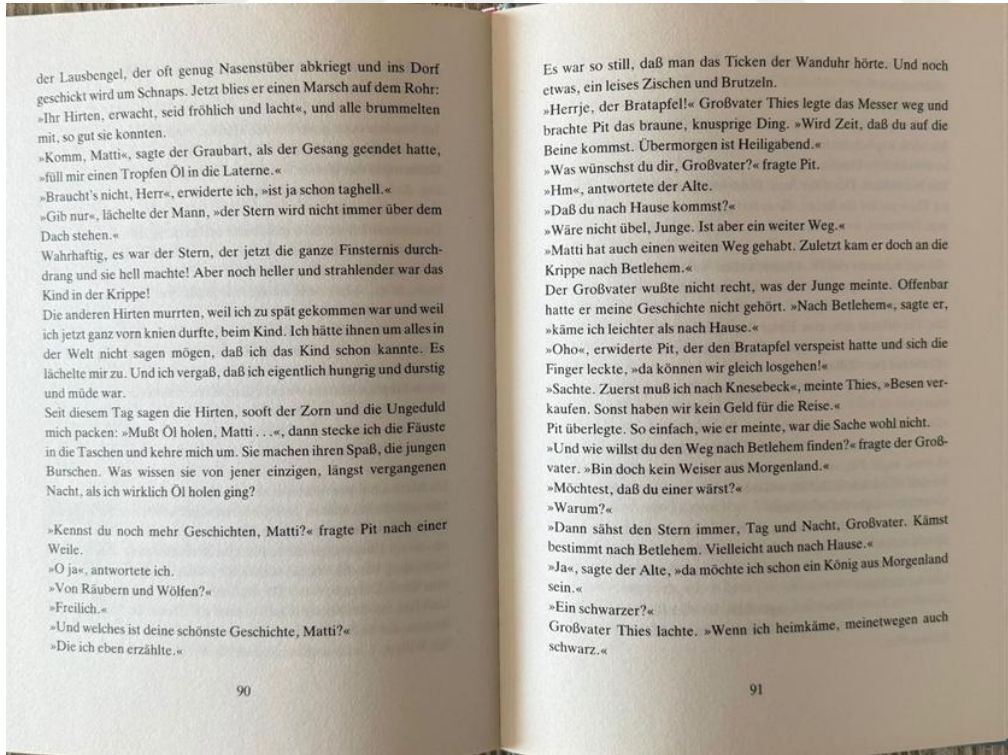 der Lausbengel, der oft genug Nasenstüber abkriegt und ins Dorf
geschickt wird um Schnaps. Jetzt blies er einen Marsch auf dem Rohr:
»Ihr Hirten, erwacht, seid fröhlich und lacht«, und alle brummelten
mit, so gut sie konnten.
»Komm, Matti«, sagte der Graubart, als der Gesang geendet hatte,
»füll mir einen Tropfen Öl in die Laterne.«
»Braucht's nicht, Herr«, erwiderte ich, »ist ja schon taghell.«
»Gib nur«, lächelte der Mann, »der Stern wird nicht immer über dem
Dach stehen.«
Wahrhaftig, es war der Stern, der jetzt die ganze Finsternis durch-
drang und sie hell machte! Aber noch heller und strahlender war das
Kind in der Krippe!
Die anderen Hirten murrten, weil ich zu spät gekommen war und weil
ich jetzt ganz vorn knien durfte, beim Kind. Ich hätte ihnen um alles in
der Welt nicht sagen mögen, daß ich das Kind schon kannte. Es
lächelte mir zu. Und ich vergaß, daß ich eigentlich hungrig und durstig
und müde war.
Seit diesem Tag sagen die Hirten, sooft der Zorn und die Ungeduld
mich packen: »Mußt Öl holen, Matti . . .«, dann stecke ich die Fäuste
in die Taschen und kehre mich um. Sie machen ihren Spaß, die jungen
Burschen. Was wissen sie von jener einzigen, längst vergangenen
Nacht, als ich wirklich Öl holen ging?
»Kennst du noch mehr Geschichten, Matti?« fragte Pit nach einer
Weile.
»O ja«, antwortete ich.
»Von Räubern und Wölfen?«
»Freilich.«
»Und welches ist deine schönste Geschichte, Matti?«
»Die ich eben erzählte.«
90
Es war so still, daß man das Ticken der Wanduhr hörte. Und noch
etwas, ein leises Zischen und Brutzeln.
»Herrje, der Bratapfel!« Großvater Thies legte das Messer weg und
brachte Pit das braune, knusprige Ding. »Wird Zeit, daß du auf die
Beine kommst. Übermorgen ist Heiligabend.«
»Was wünschst du dir, Großvater?« fragte Pit.
»Hm«, antwortete der Alte.
»Daß du nach Hause kommst?«
»Wäre nicht übel, Junge. Ist aber ein weiter Weg.«
»Matti hat auch einen weiten Weg gehabt. Zuletzt kam er doch an die
Krippe nach Betlehem.«
Der Großvater wußte nicht recht, was der Junge meinte. Offenbar
hatte er meine Geschichte nicht gehört. »Nach Betlehem«, sagte er,
»käme ich leichter als nach Hause.«
»Oho«, erwiderte Pit, der den Bratapfel verspeist hatte und sich die
Finger leckte, »da können wir gleich losgehen!«
»Sachte. Zuerst muß ich nach Knesebeck«, meinte Thies, »Besen ver-
kaufen. Sonst haben wir kein Geld für die Reise.«
Pit überlegte. So einfach, wie er meinte, war die Sache wohl nicht.
»Und wie willst du den Weg nach Betlehem finden?« fragte der Groß-
vater. »Bin doch kein Weiser aus Morgenland.«
»Möchtest, daß du einer wärst?«
»Warum?«
»Dann sähst den Stern immer, Tag und Nacht, Großvater. Kämst
bestimmt nach Betlehem. Vielleicht auch nach Hause.«
»Ja«, sagte der Alte, »da möchte ich schon ein König aus Morgenland
sein.«
»Ein schwarzer?«
Großvater Thies lachte. »Wenn ich heimkäme, meinetwegen auch
schwarz.«
91